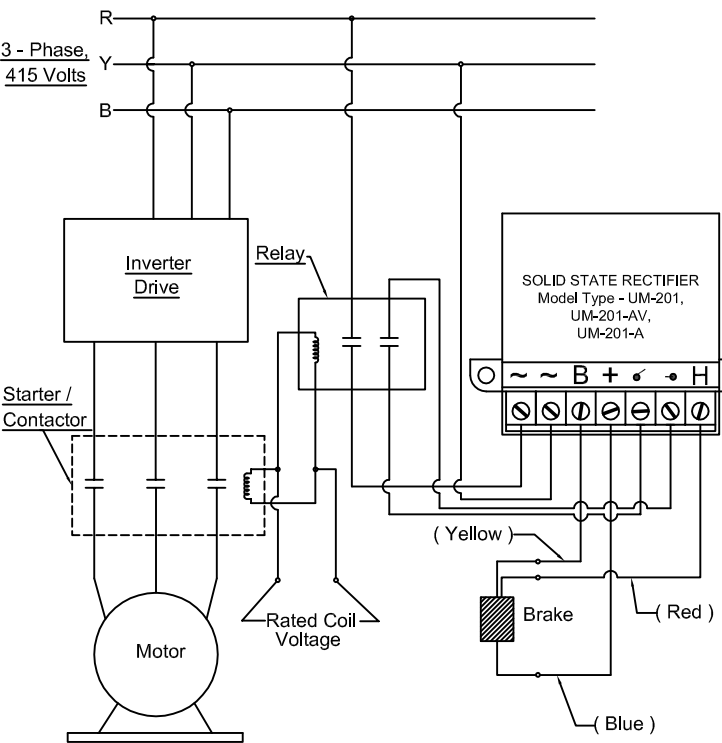 R
3 - Phase,
415 Volts
Y
B
Inverter
Drive
Relay
SOLID STATE RECTIFIER
Model Type - UM-201,
UM-201-AV,
UM-201-A
~ ~ B + H
Starter /
Contactor
( Yellow )
Brake
( Red )
Rated Coil
Voltage
Motor
( Blue )